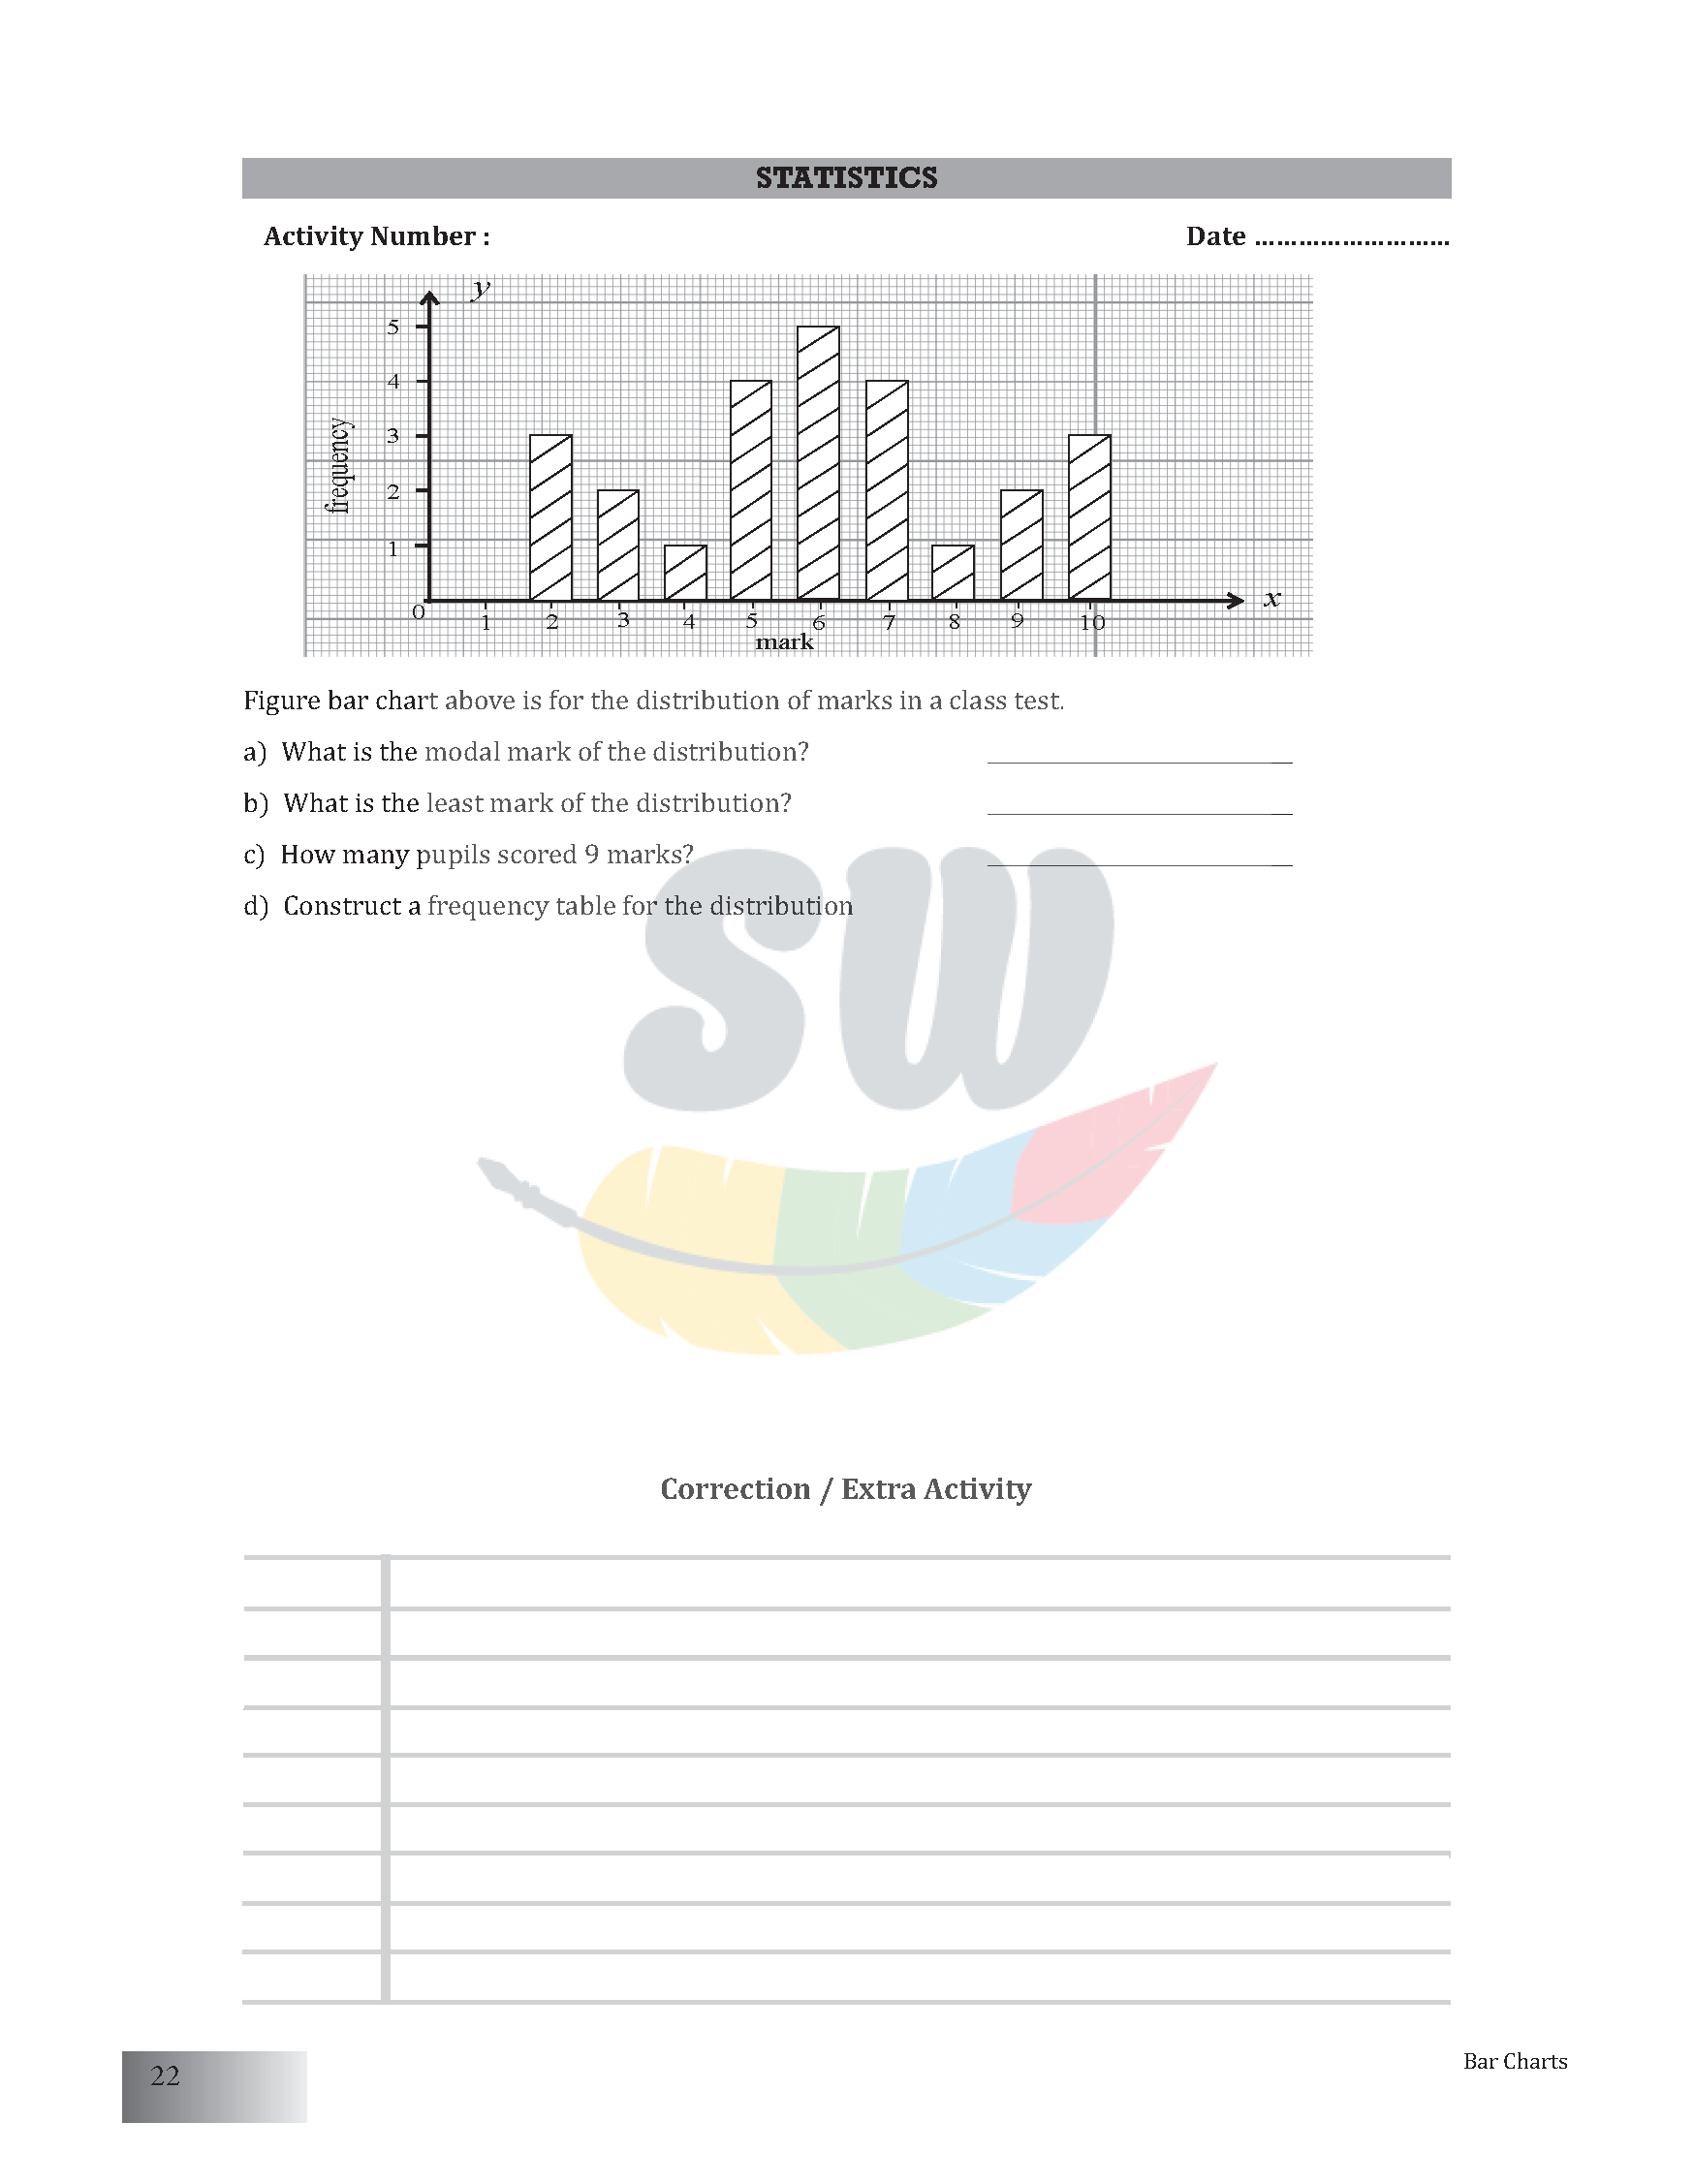 STATISTICS
Activity Number :
Date ...........................
y
5
4
3
2
1
frequency
0
1 2 3 4 5 6 7 8 9 10
x
mark
Figure bar chart above is for the distribution of marks in a class test.
a) What is the modal mark of the distribution?
b) What is the least mark of the distribution?
c) How many pupils scored 9 marks?
d) Construct a frequency table for the distribution
SW
Correction / Extra Activity
22
Bar Charts